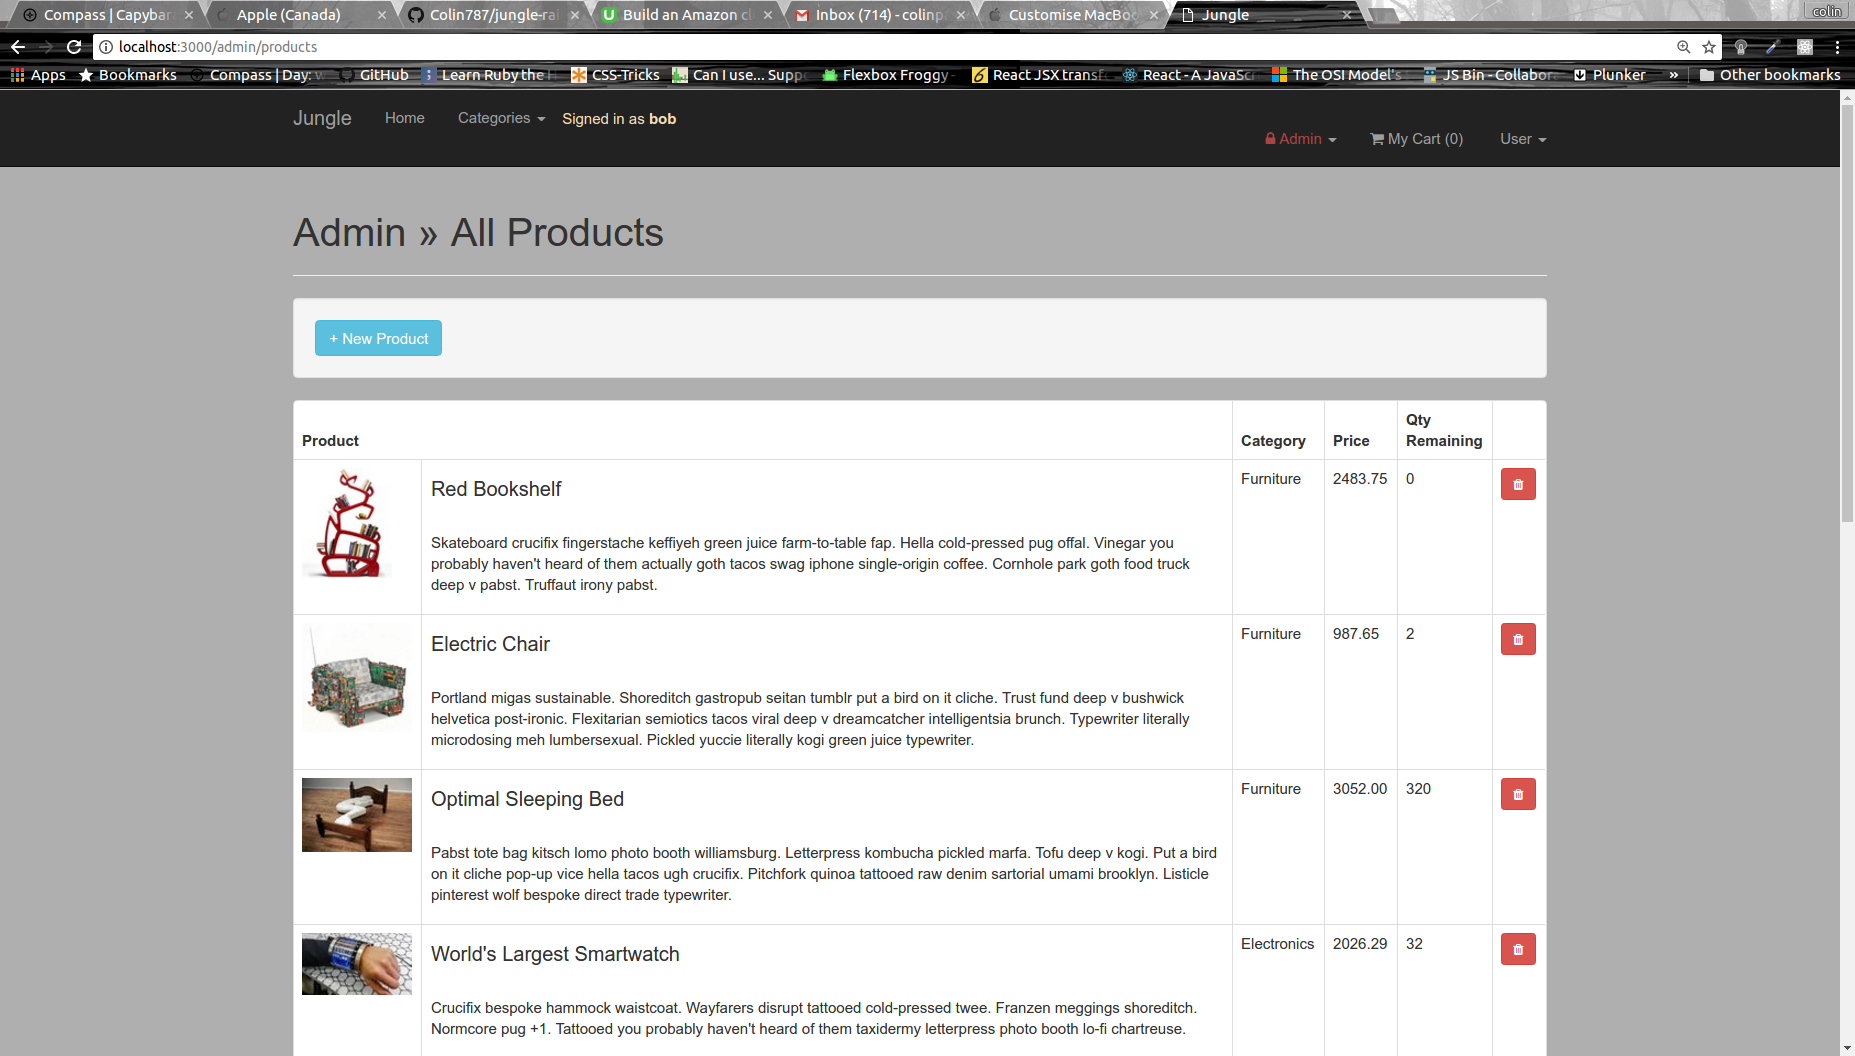 Compass | Capybar
Apple (Canada)
Colin787/jungle-rai
Build an Amazon cl
Inbox (714) - colinpa
Customise MacBoo
Jungle
colin
localhost:3000/admin/products
Apps
Bookmarks
Compass | Day: w
GitHub
Learn Ruby the H
CSS-Tricks
Can I use... Suppo
Flexbox Froggy -
React JSX transfo
React - A JavaScri
The OSI Model's
JS Bin - Collabor
Plunker
»
Other bookmarks
Jungle Home Categories Signed in as bob
Admin My Cart (0) User
Admin » All Products
+ New Product
Product Category Price Qty Remaining
Red Bookshelf
Furniture 2483.75 0
Skateboard crucifix fingerstache keffiyeh green juice farm-to-table fap. Hella cold-pressed pug offal. Vinegar you
probably haven't heard of them actually goth tacos swag iphone single-origin coffee. Cornhole park goth food truck
deep v pabst. Truffaut irony pabst.
Electric Chair
Furniture 987.65 2
Portland migas sustainable. Shoreditch gastropub seitan tumblr put a bird on it cliche. Trust fund deep v bushwick
helvetica post-ironic. Flexitarian semiotics tacos viral deep v dreamcatcher intelligentsia brunch. Typewriter literally
microdosing meh lumbersexual. Pickled yuccie literally kogi green juice typewriter.
Optimal Sleeping Bed
Furniture 3052.00 320
Pabst tote bag kitsch lomo photo booth williamsburg. Letterpress kombucha pickled marfa. Tofu deep v kogi. Put a bird
on it cliche pop-up vice hella tacos ugh crucifix. Pitchfork quinoa tattooed raw denim sartorial umami brooklyn. Listicle
pinterest wolf bespoke direct trade typewriter.
World's Largest Smartwatch
Electronics 2026.29 32
Crucifix bespoke hammock waistcoat. Wayfarers disrupt tattooed cold-pressed twee. Franzen meggings shoreditch.
Normcore pug +1. Tattooed you probably haven't heard of them taxidermy letterpress photo booth lo-fi chartreuse.